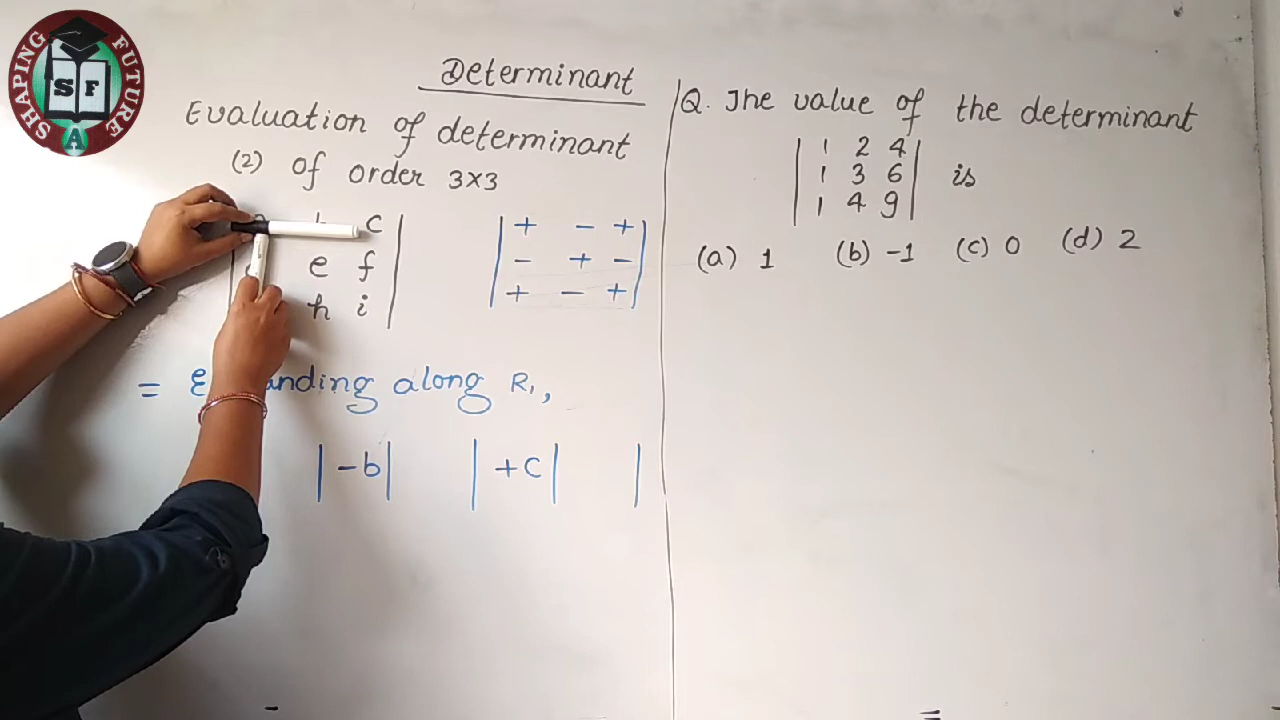 SHAPING FUTURE
S F
A
Determinant
Evaluation of determinant
(2) of order 3×3
c
e f
h i
+ - +
- + -
+ - +
= anding along R₁,
| -b| | +c| |
Q. The value of the determinant
| 1 2 4 |
| 1 3 6 | is
| 1 4 9 |
(a) 1 (b) -1 (c) 0 (d) 2